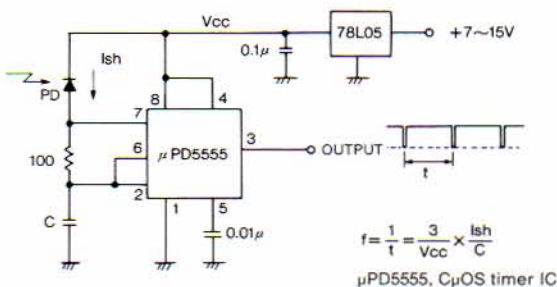 Vcc
78L05
+7~15V
0.1μ
Ish
PD
8
4
7
6
μPD5555
3
OUTPUT
100
2
t
C
1
5
0.01μ
f = 1/t = 3/Vcc × Ish/C
μPD5555, CμOS timer IC